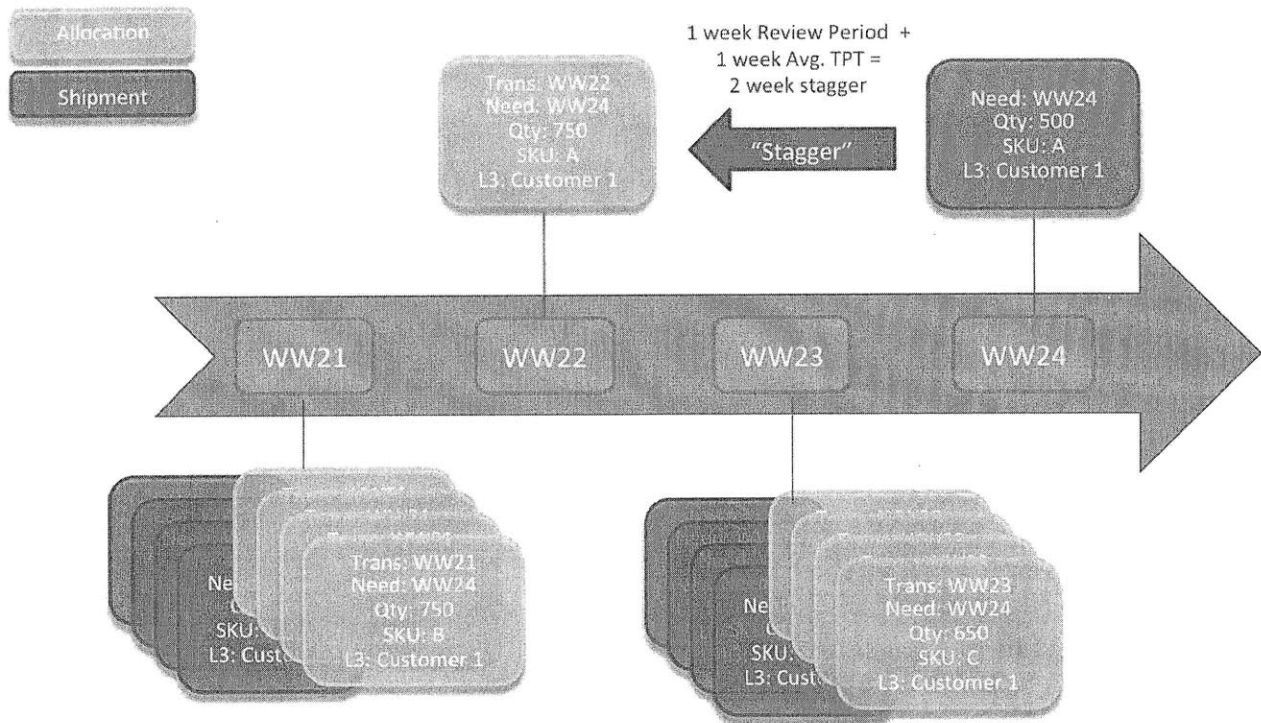 Allocation
Shipment
Trans: WW22
Need: WW24
Qty: 750
SKU: A
L3: Customer 1
1 week Review Period +
1 week Avg. TPT =
2 week stagger
"Stagger"
Need: WW24
Qty: 500
SKU: A
L3: Customer 1
WW21
WW22
WW23
WW24
SKU:
Trans: WW21
Need: WW24
Qty: 750
SKU: B
L3: Customer 1
SKU:
Trans: WW23
Need: WW24
Qty: 650
SKU: C
L3: Customer 1